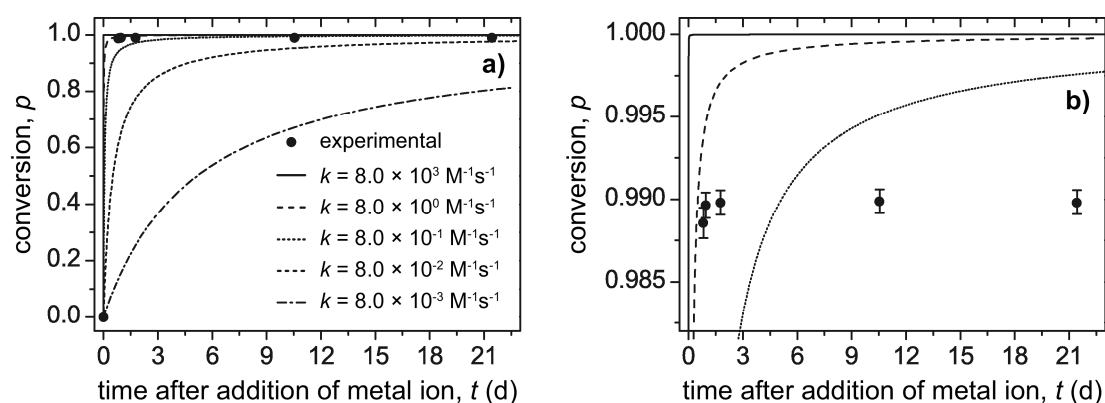 1.0
0.8
0.6
0.4
0.2
0.0
conversion, p
a)
experimental
k = 8.0 × 10³ M⁻¹s⁻¹
k = 8.0 × 10⁰ M⁻¹s⁻¹
k = 8.0 × 10⁻¹ M⁻¹s⁻¹
k = 8.0 × 10⁻² M⁻¹s⁻¹
k = 8.0 × 10⁻³ M⁻¹s⁻¹
0 3 6 9 12 15 18 21
time after addition of metal ion, t (d)
1.000
0.995
0.990
0.985
conversion, p
b)
0 3 6 9 12 15 18 21
time after addition of metal ion, t (d)